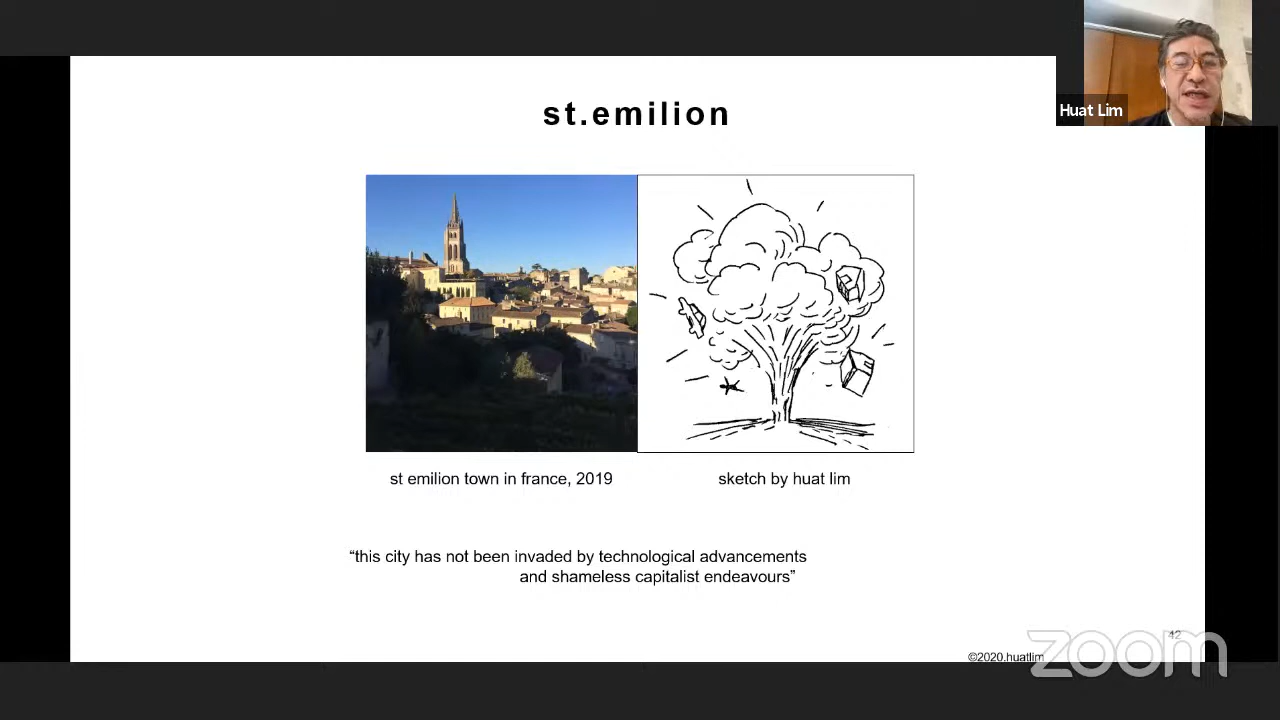 Huat Lim
st.emilion
st emilion town in france, 2019
sketch by huat lim
“this city has not been invaded by technological advancements
and shameless capitalist endeavours”
42
©2020.huatlim
zoom